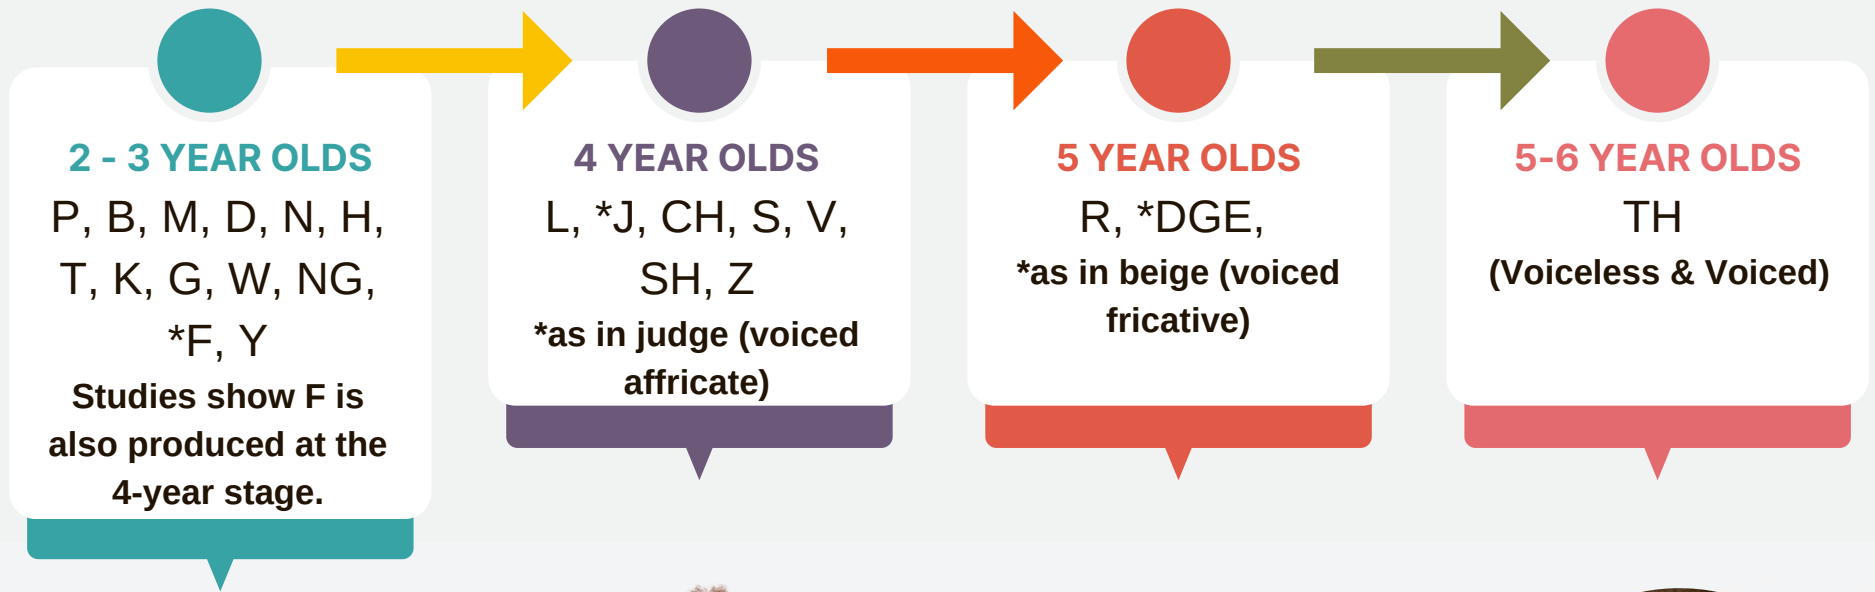 2 - 3 YEAR OLDS
P, B, M, D, N, H,
T, K, G, W, NG,
*F, Y
Studies show F is
also produced at the
4-year stage.
4 YEAR OLDS
L, *J, CH, S, V,
SH, Z
*as in judge (voiced
affricate)
5 YEAR OLDS
R, *DGE,
*as in beige (voiced
fricative)
5-6 YEAR OLDS
TH
(Voiceless & Voiced)